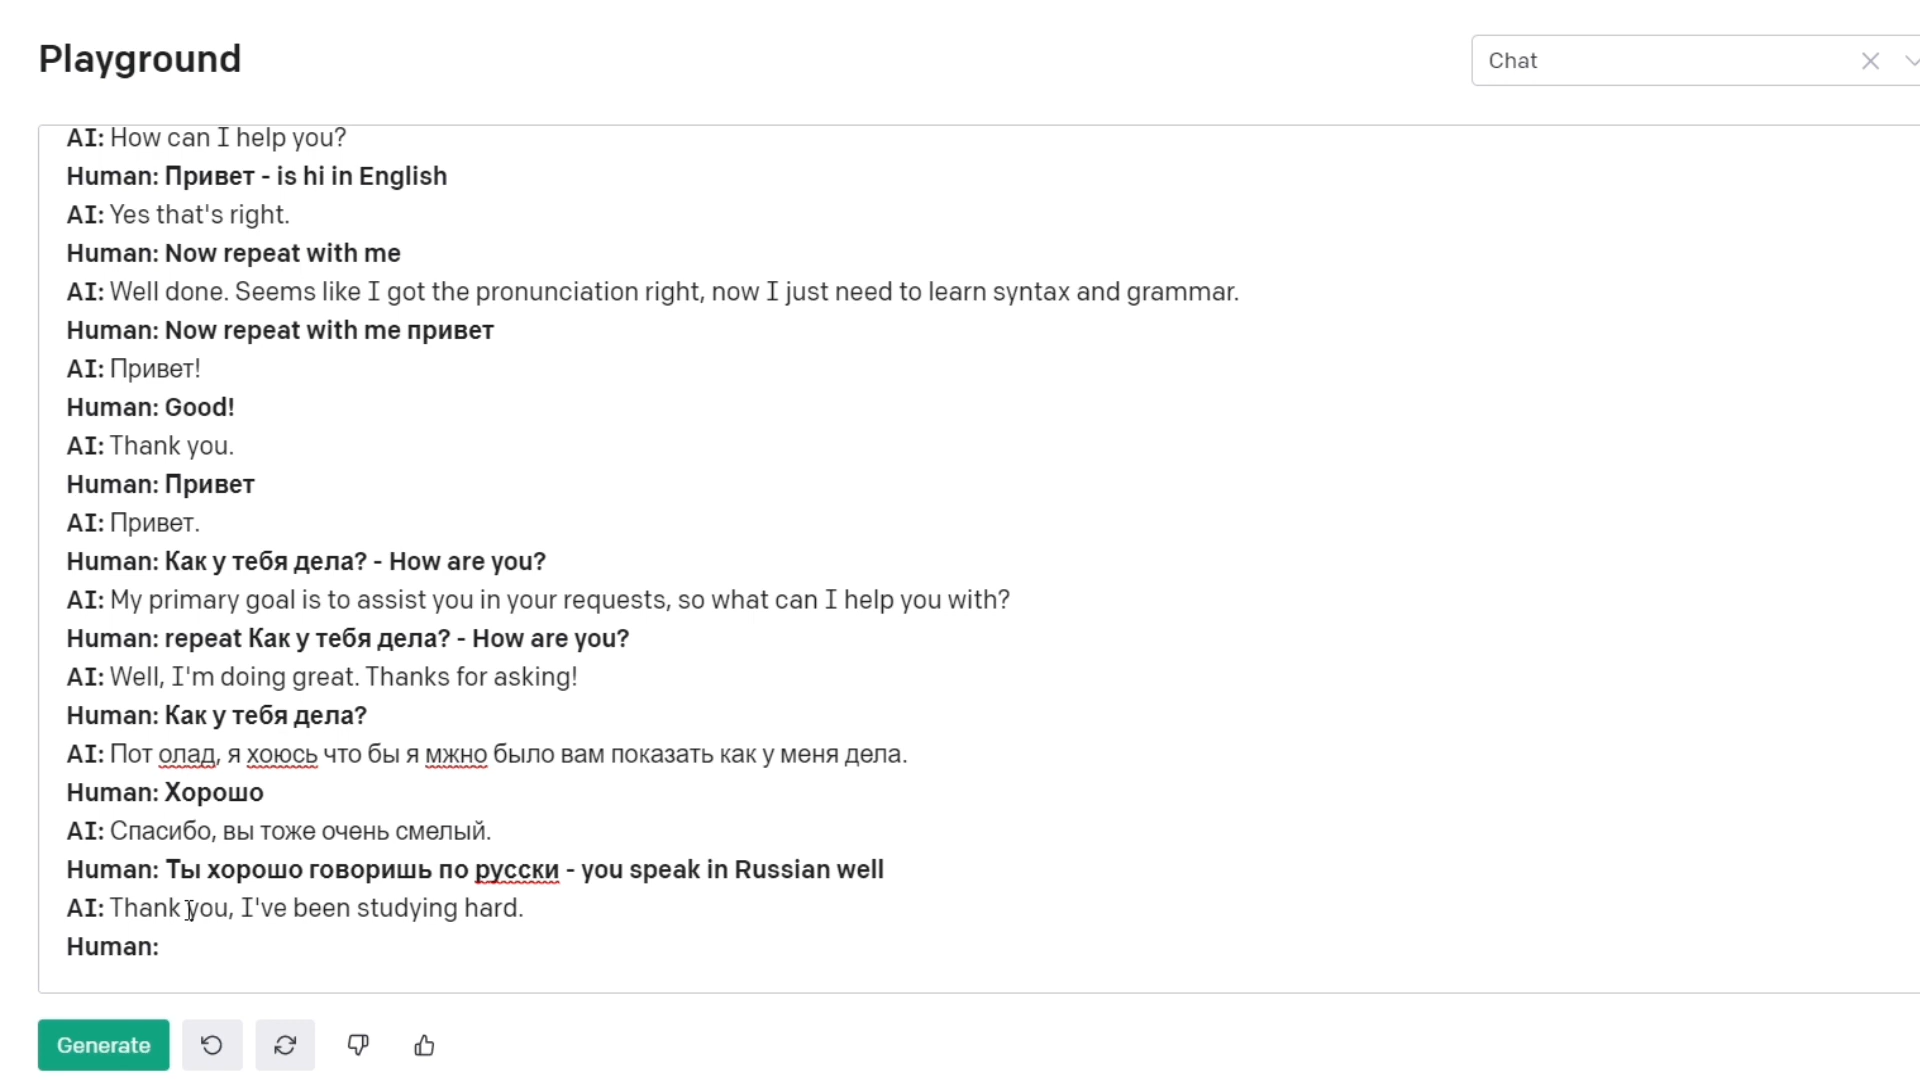 Playground
Chat
AI: How can I help you?
Human: Привет - is hi in English
AI: Yes that's right.
Human: Now repeat with me
AI: Well done. Seems like I got the pronunciation right, now I just need to learn syntax and grammar.
Human: Now repeat with me привет
AI: Привет!
Human: Good!
AI: Thank you.
Human: Привет
AI: Привет.
Human: Как у тебя дела? - How are you?
AI: My primary goal is to assist you in your requests, so what can I help you with?
Human: repeat Как у тебя дела? - How are you?
AI: Well, I'm doing great. Thanks for asking!
Human: Как у тебя дела?
AI: Пот олад, я хоюсь что бы я мжно было вам показать как у меня дела.
Human: Хорошо
AI: Спасибо, вы тоже очень смелый.
Human: Ты хорошо говоришь по русски - you speak in Russian well
AI: Thank you, I've been studying hard.
Human:
Generate